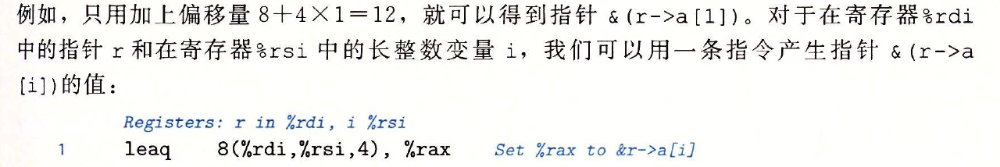 例如，只用加上偏移量 8＋4×1＝12，就可以得到指针 &(r->a[1])。对于在寄存器%rdi
中的指针 r 和在寄存器%rsi 中的长整数变量 i，我们可以用一条指令产生指针 &(r->a
[i])的值：
Registers: r in %rdi, i %rsi
1 leaq 8(%rdi,%rsi,4), %rax Set %rax to &r->a[i]